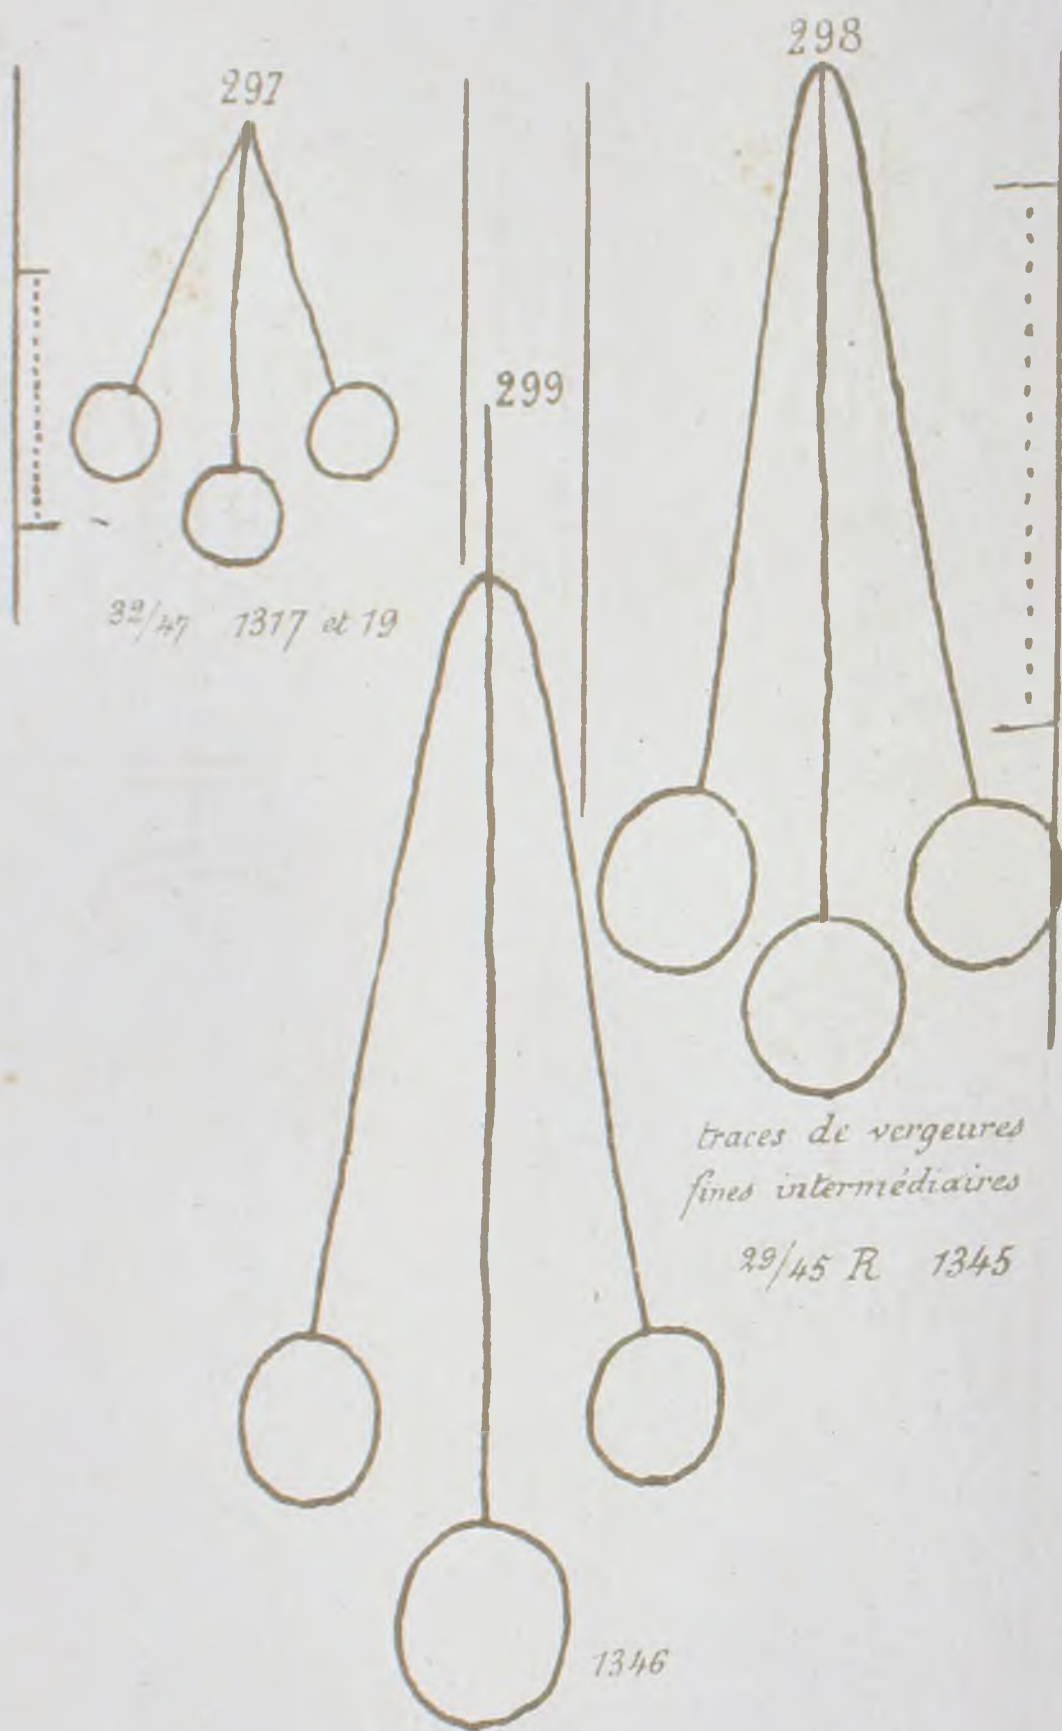 297
298
299
32/47 1317 et 19
traces de vergeures
fines intermédiaires
29/45 R 1345
1346